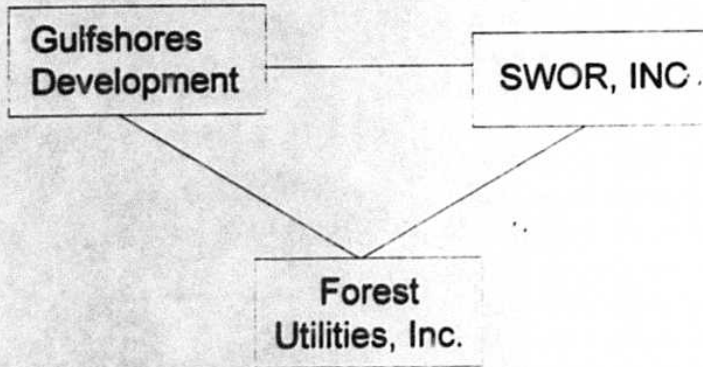 Gulfshores
Development
SWOR, INC.
Forest
Utilities, Inc.